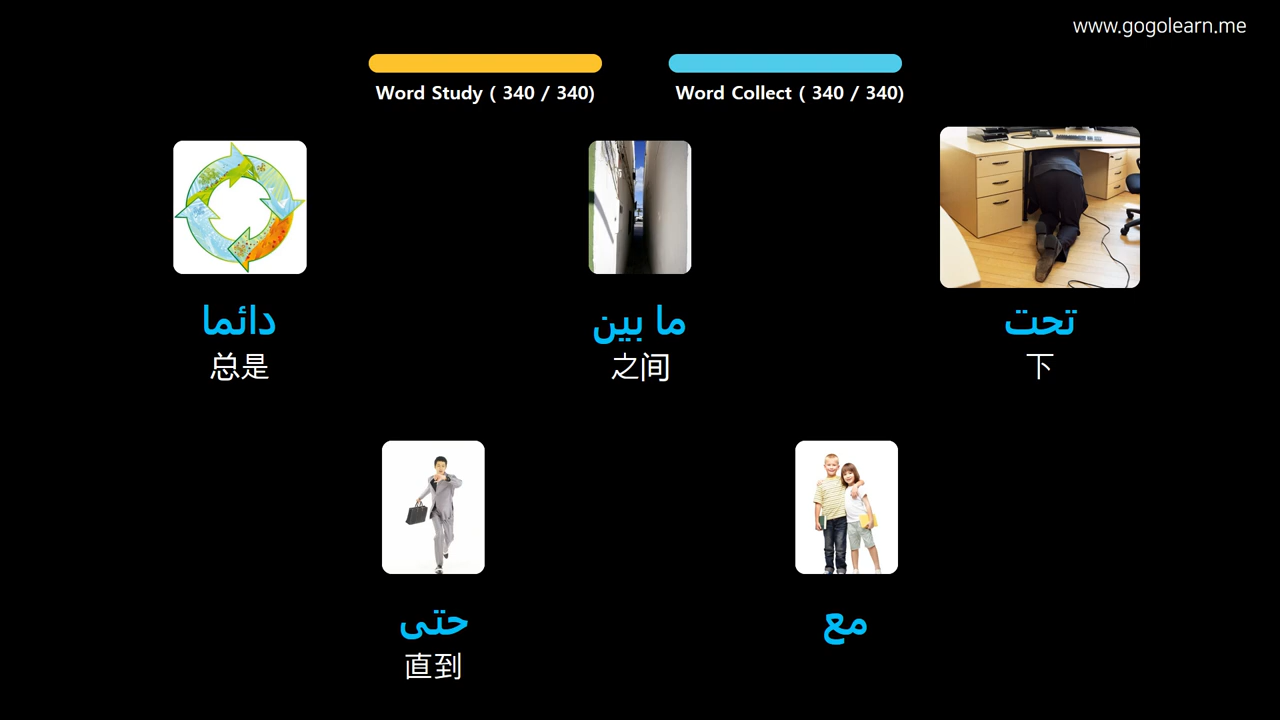 www.gogolearn.me
Word Study ( 340 / 340)
Word Collect ( 340 / 340)
دائما
总是
ما بين
之间
تحت
下
حتى
直到
مع